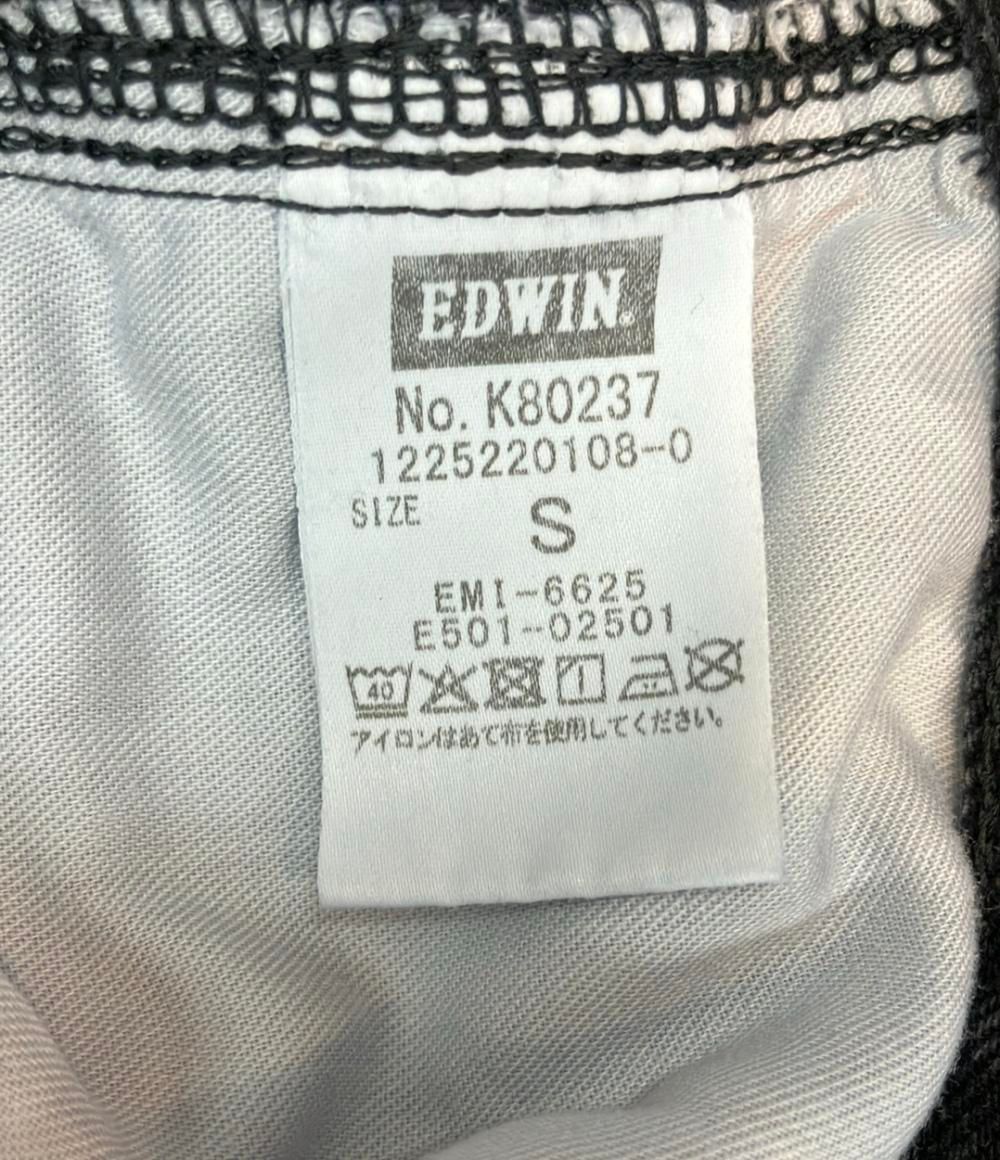 EDWIN.
No. K80237
1225220108-0
SIZE S
EMI-6625
E501-02501
40
アイロンはあて布を使用してください。